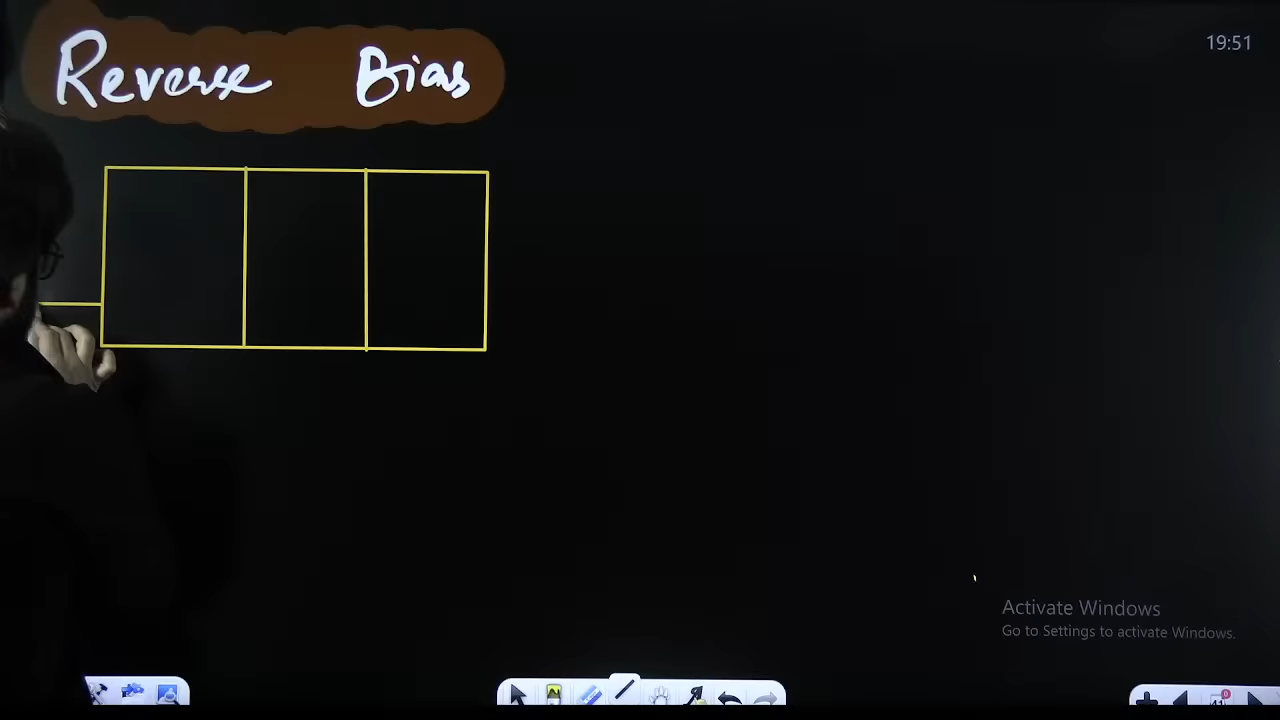 Reverse Bias
19:51
Activate Windows
Go to Settings to activate Windows.